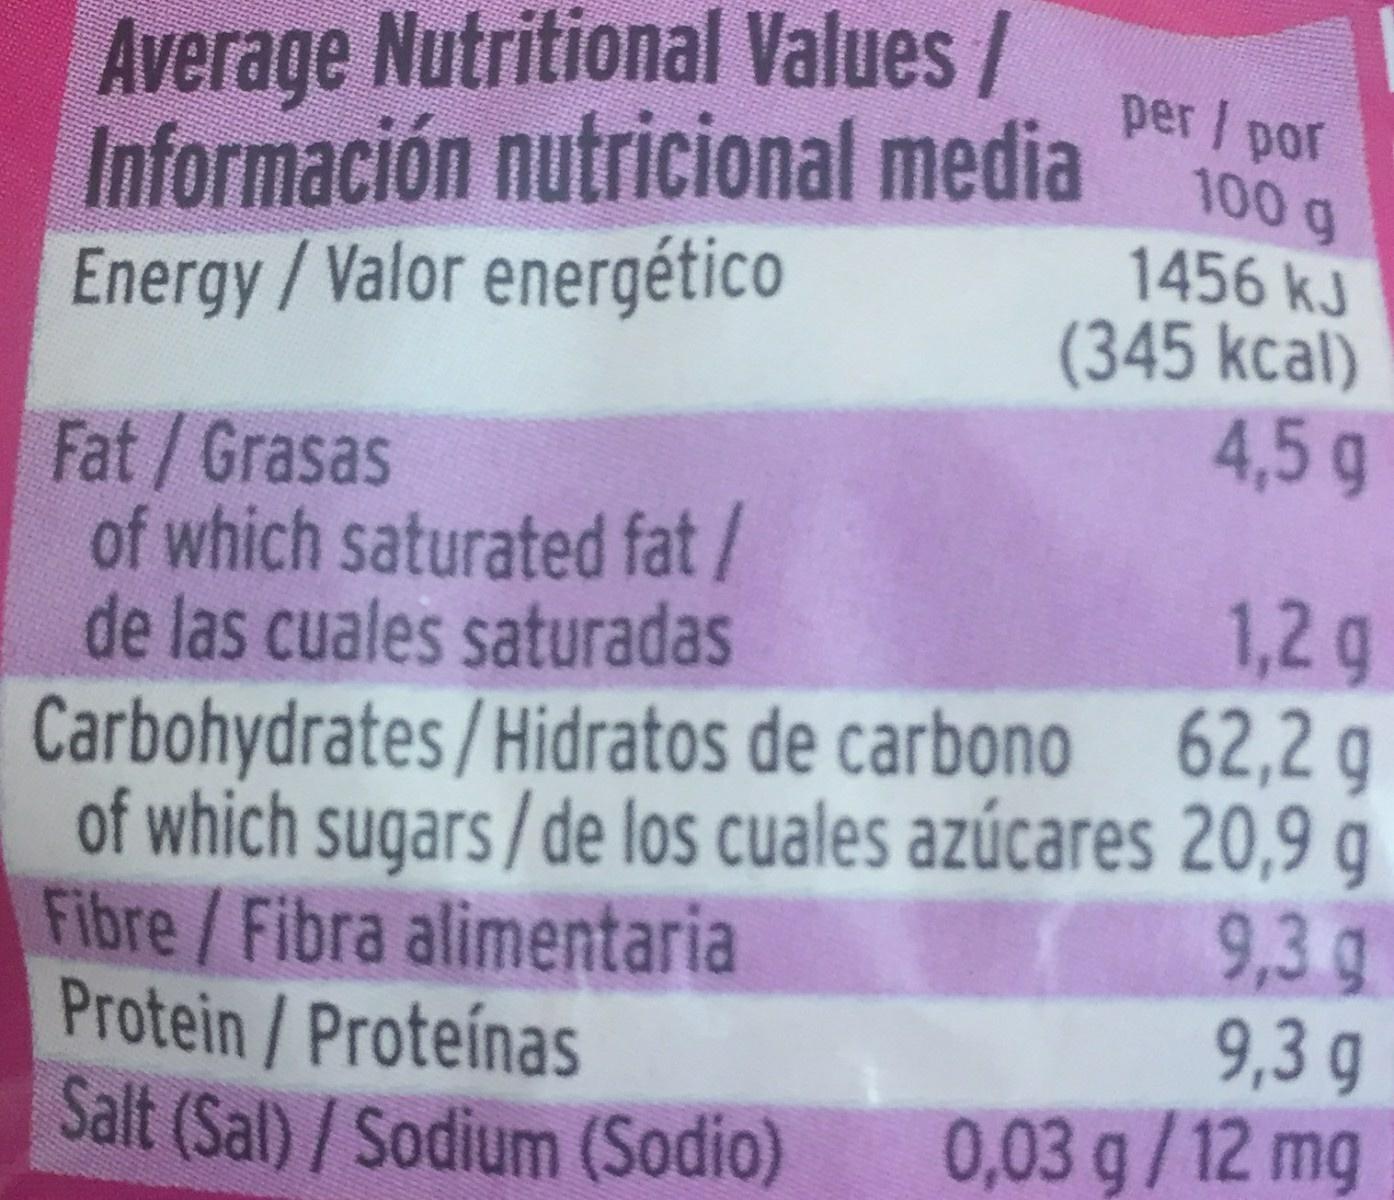 Average Nutritional Values /
Información nutricional media
per / por
100 g
Energy / Valor energético 1456 kJ
(345 kcal)
Fat / Grasas 4,5 g
of which saturated fat /
de las cuales saturadas 1,2 g
Carbohydrates / Hidratos de carbono 62,2 g
of which sugars / de los cuales azúcares 20,9 g
Fibre / Fibra alimentaria 9,3 g
Protein / Proteínas 9,3 g
Salt (Sal) / Sodium (Sodio) 0,03 g / 12 mg